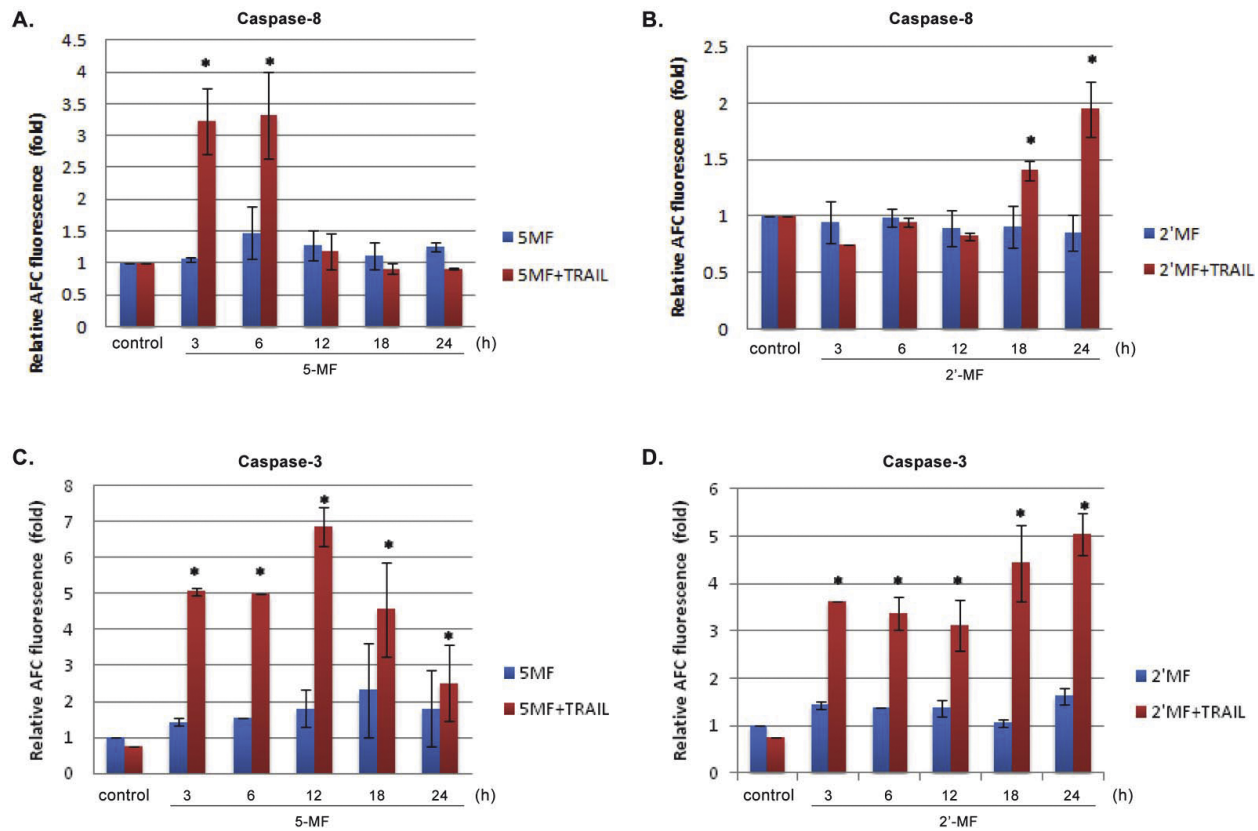 A.
Caspase-8
Relative AFC fluorescence (fold)
4.5
4
3.5
3
2.5
2
1.5
1
0.5
0
* *
5MF
5MF+TRAIL
control 3 6 12 18 24 (h)
5-MF
B.
Caspase-8
Relative AFC fluorescence (fold)
2.5
2
1.5
1
0.5
0
* *
2'MF
2'MF+TRAIL
control 3 6 12 18 24 (h)
2'-MF
C.
Caspase-3
Relative AFC fluorescence (fold)
8
7
6
5
4
3
2
1
0
* * * * *
5MF
5MF+TRAIL
control 3 6 12 18 24 (h)
5-MF
D.
Caspase-3
Relative AFC fluorescence (fold)
6
5
4
3
2
1
0
* * * * *
2'MF
2'MF+TRAIL
control 3 6 12 18 24 (h)
2'-MF